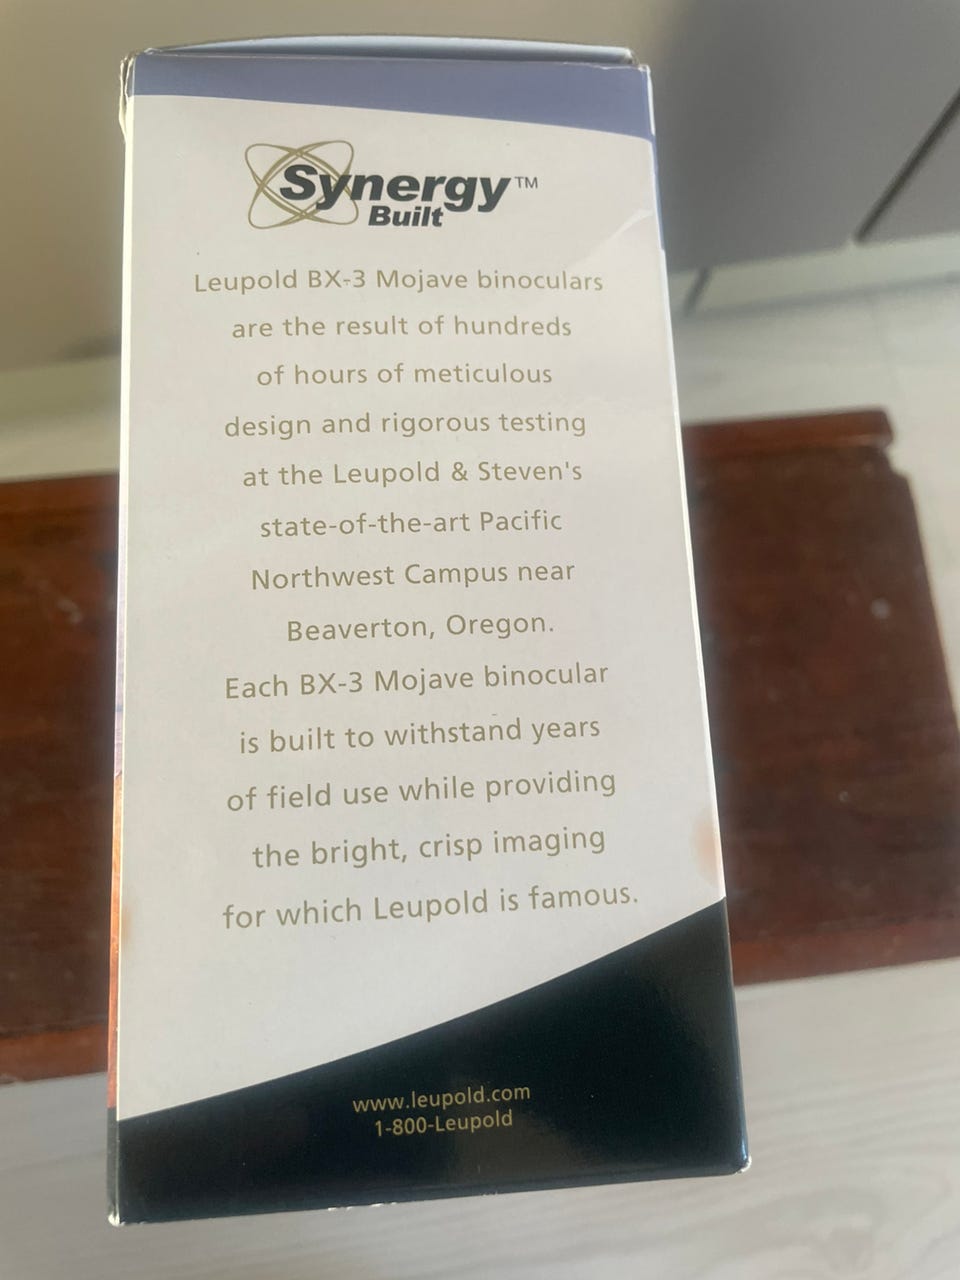 Synergy™
Built
Leupold BX-3 Mojave binoculars
are the result of hundreds
of hours of meticulous
design and rigorous testing
at the Leupold & Steven's
state-of-the-art Pacific
Northwest Campus near
Beaverton, Oregon.
Each BX-3 Mojave binocular
is built to withstand years
of field use while providing
the bright, crisp imaging
for which Leupold is famous.
www.leupold.com
1-800-Leupold